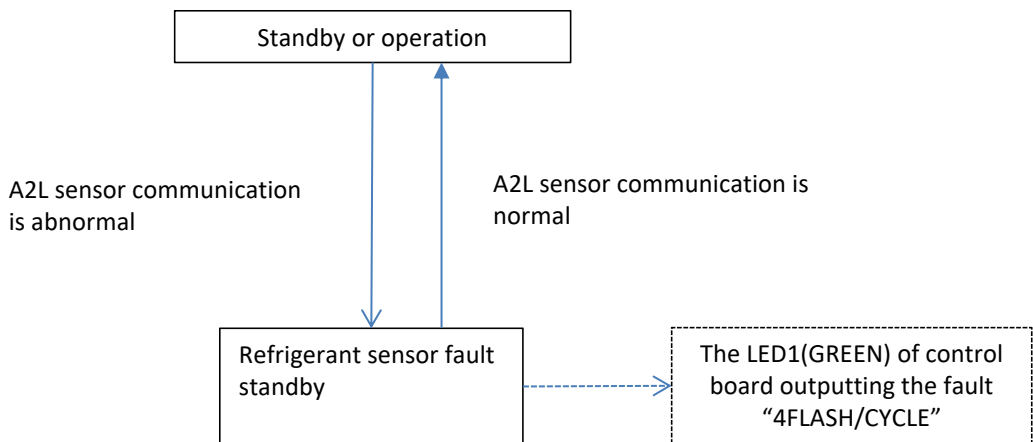 Standby or operation
A2L sensor communication
is abnormal
A2L sensor communication is
normal
Refrigerant sensor fault
standby
The LED1(GREEN) of control
board outputting the fault
“4FLASH/CYCLE”